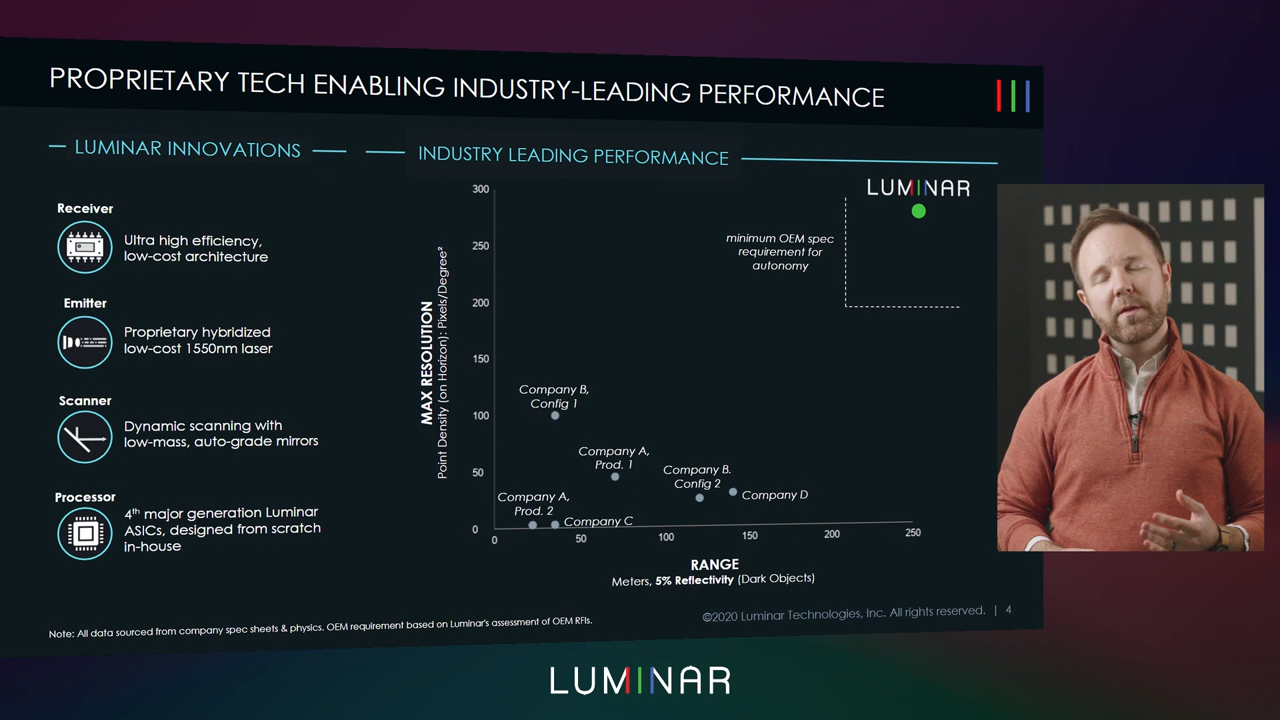 PROPRIETARY TECH ENABLING INDUSTRY-LEADING PERFORMANCE
LUMINAR INNOVATIONS
Receiver
Ultra high efficiency,
low-cost architecture
Emitter
Proprietary hybridized
low-cost 1550nm laser
Scanner
Dynamic scanning with
low-mass, auto-grade mirrors
Processor
4th major generation Luminar
ASICs, designed from scratch
in-house
INDUSTRY LEADING PERFORMANCE
MAX RESOLUTION
Point Density (on Horizon): Pixels/Degree²
300
250
200
150
100
50
0
LUMINAR
minimum OEM spec
requirement for
autonomy
Company B,
Config 1
Company A,
Prod. 1
Company B.
Config 2
Company D
Company A,
Prod. 2
Company C
0
50
100
150
200
250
RANGE
Meters, 5% Reflectivity (Dark Objects)
Note: All data sourced from company spec sheets & physics. OEM requirement based on Luminar's assessment of OEM RFIs.
©2020 Luminar Technologies, Inc. All rights reserved. | 4
LUMINAR